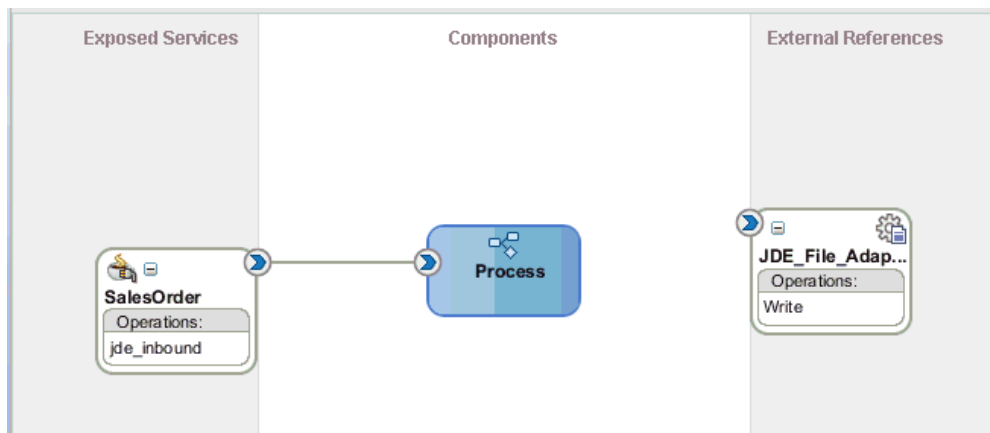 Exposed Services
Components
External References
SalesOrder
Operations:
jde_inbound
Process
JDE_File_Adap...
Operations:
Write